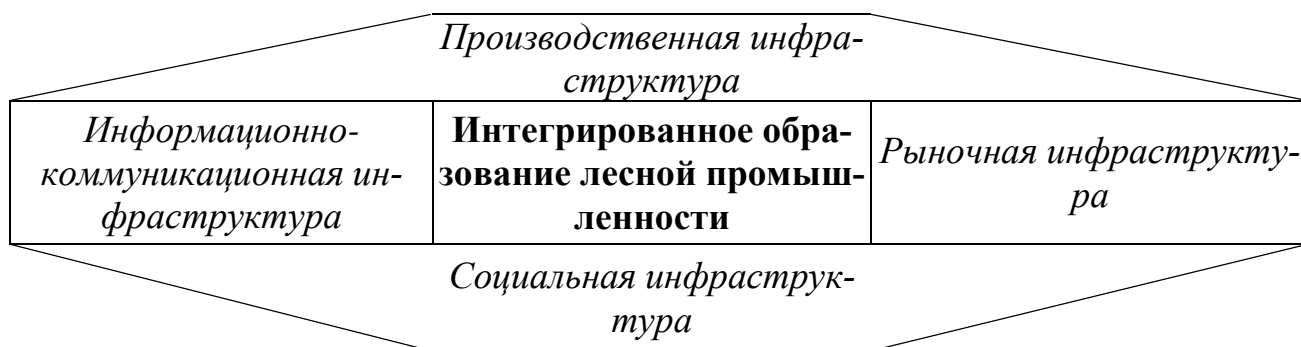 Производственная инфра-
структура
Информационно-
коммуникационная ин-
фраструктура
Интегрированное обра-
зование лесной промыш-
ленности
Рыночная инфраструкту-
ра
Социальная инфраструк-
тура